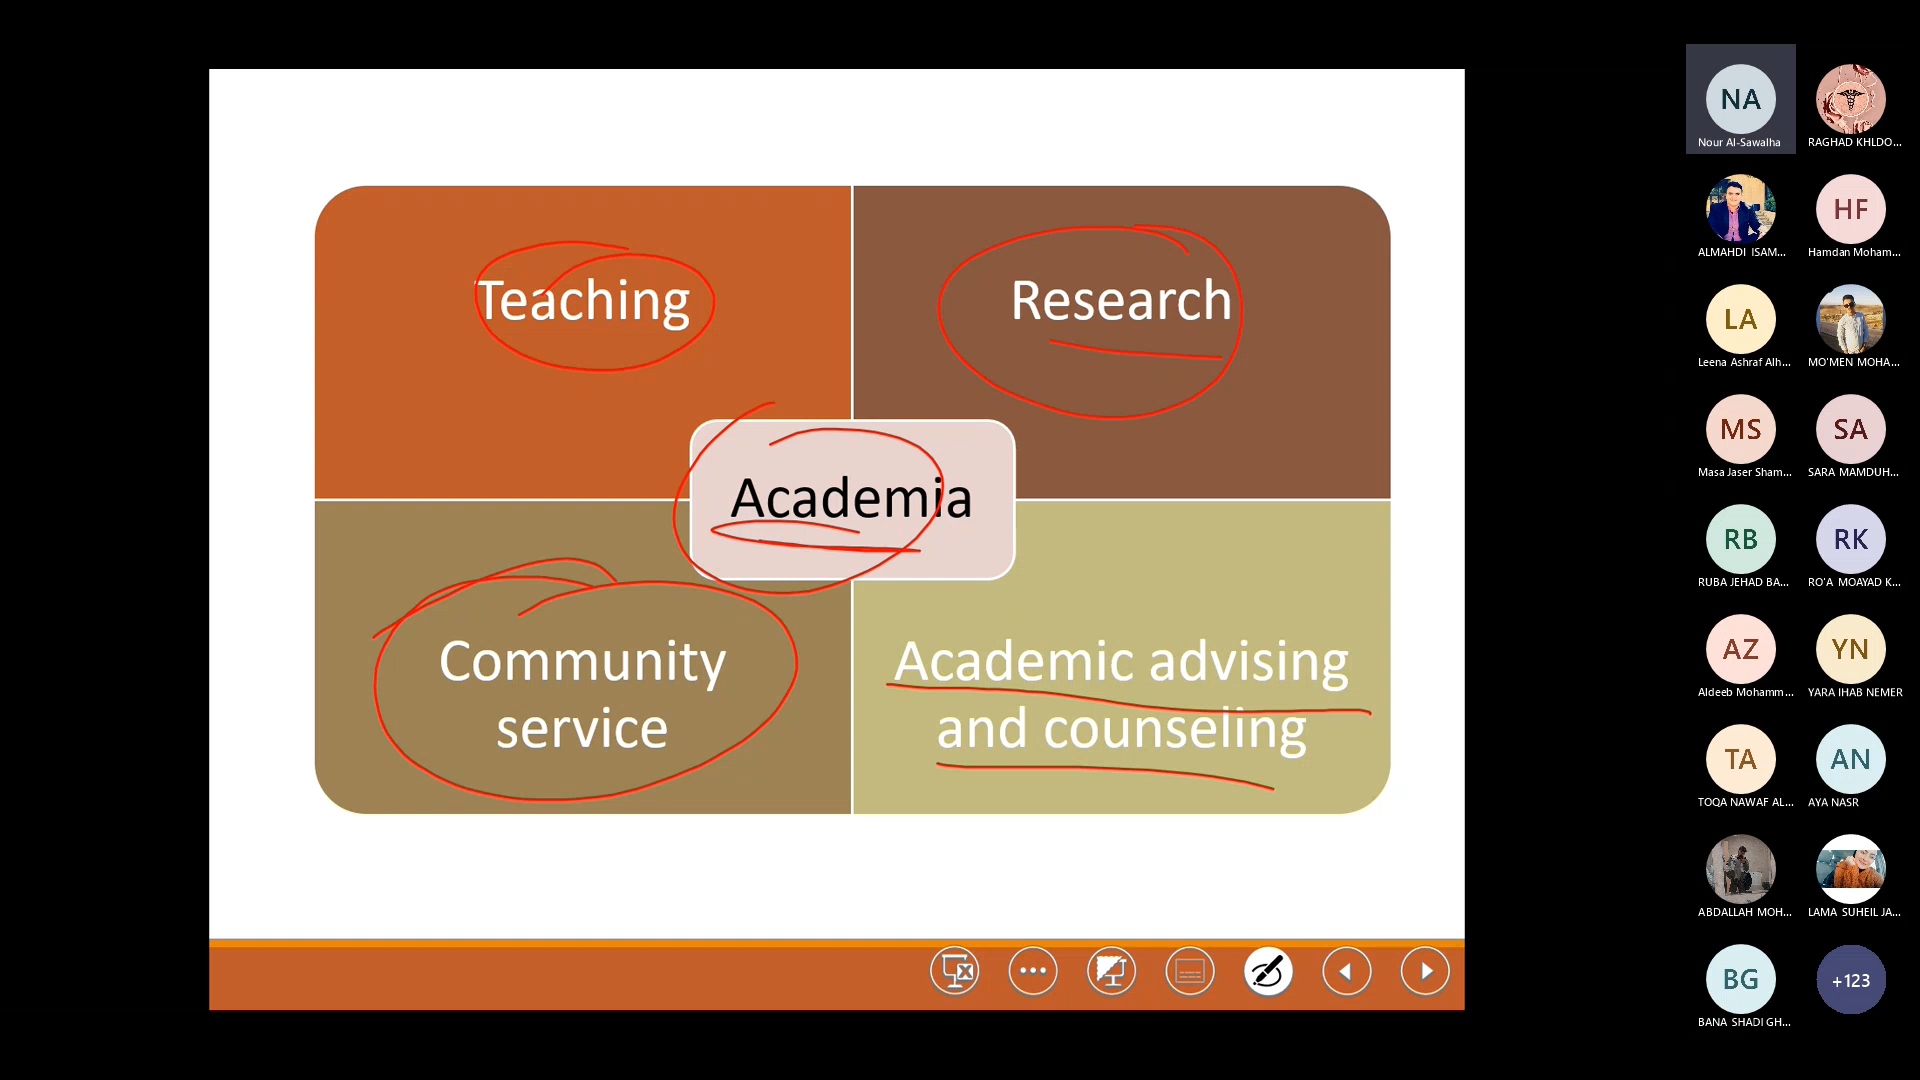 Teaching
Research
Academia
Community
service
Academic advising
and counseling
NA
Nour Al-Sawalha
RAGHAD KHLDO...
ALMAHDI ISAM...
HF
Hamdan Moham...
LA
Leena Ashraf Alh...
MO'MEN MOHA...
MS
Masa Jaser Sham...
SA
SARA MAMDUH...
RB
RUBA JEHAD BA...
RK
RO'A MOAYAD K...
AZ
Aldeeb Mohamm...
YN
YARA IHAB NEMER
TA
TOQA NAWAF AL...
AN
AYA NASR
ABDALLAH MOH...
LAMA SUHEIL JA...
BG
BANA SHADI GH...
+123